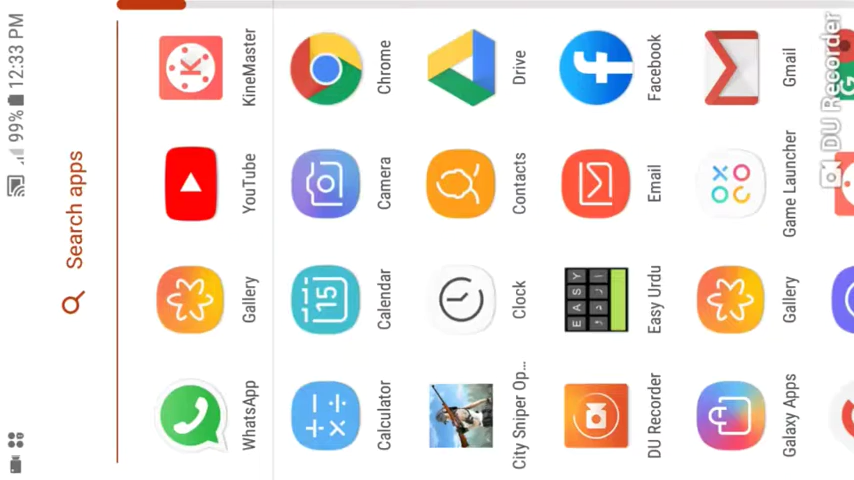 99% 12:33 PM
Search apps
WhatsApp Gallery YouTube KineMaster
15
Calculator Calendar Camera Chrome
City Sniper Op... Clock Contacts Drive
EASY
DU Recorder Easy Urdu Email Facebook
Galaxy Apps Gallery Game Launcher Gmail
DU Recorder